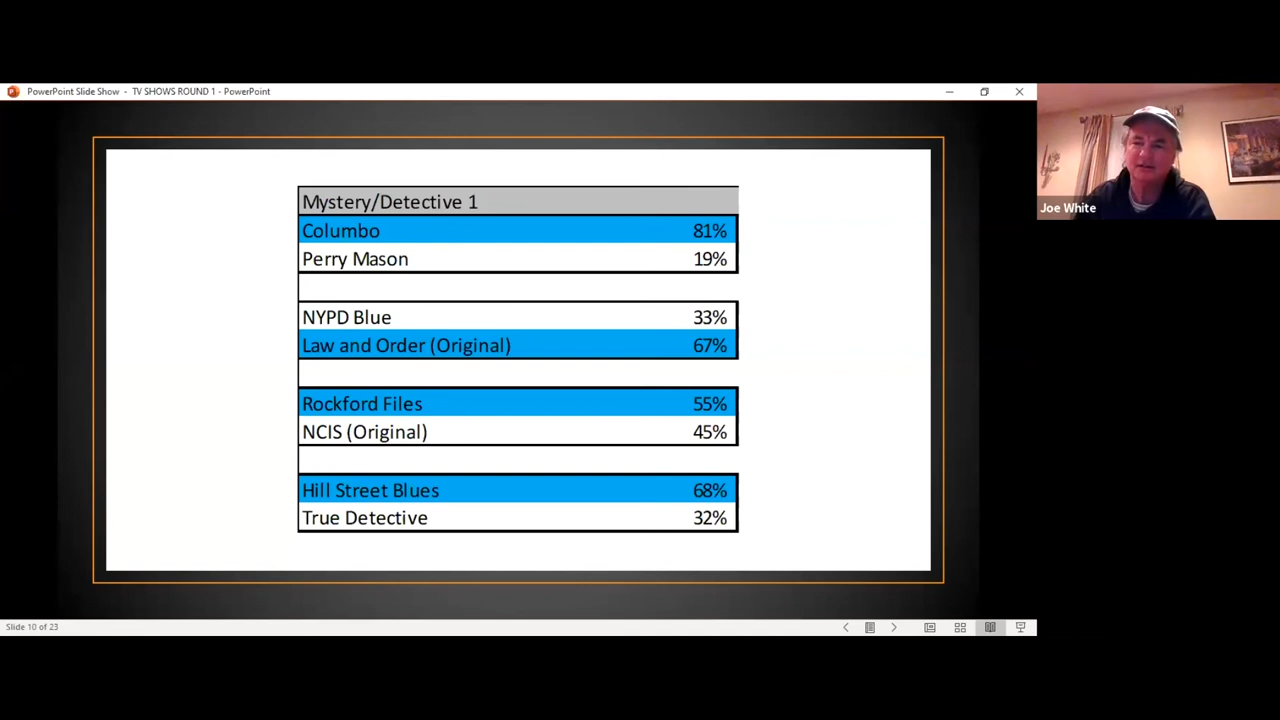 PowerPoint Slide Show - TV SHOWS ROUND 1 - PowerPoint
Mystery/Detective 1
Columbo 81%
Perry Mason 19%
NYPD Blue 33%
Law and Order (Original) 67%
Rockford Files 55%
NCIS (Original) 45%
Hill Street Blues 68%
True Detective 32%
Joe White
Slide 10 of 23